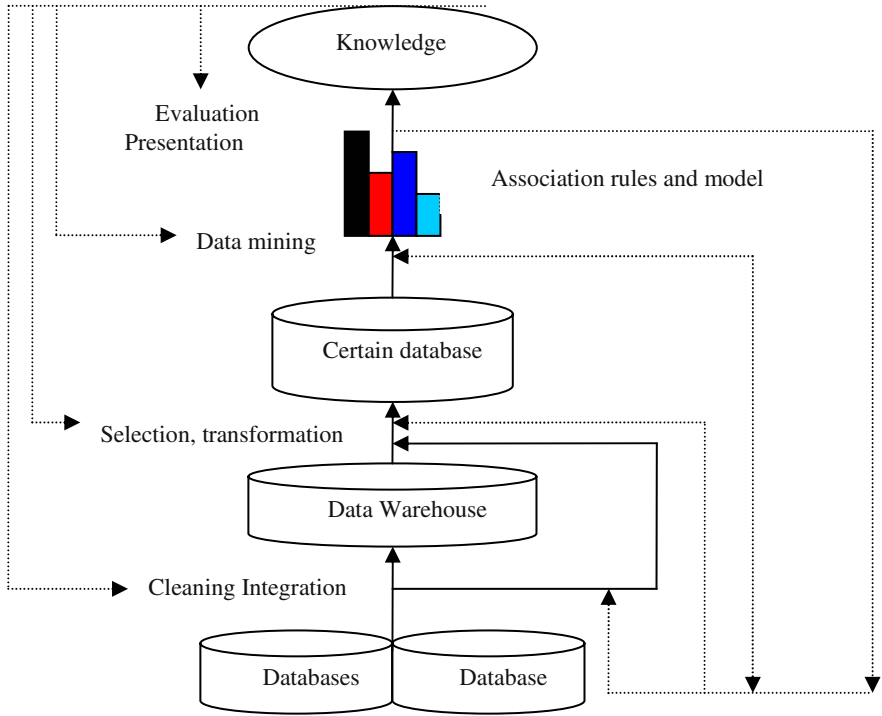 Knowledge
Evaluation
Presentation
Association rules and model
Data mining
Certain database
Selection, transformation
Data Warehouse
Cleaning Integration
Databases
Database